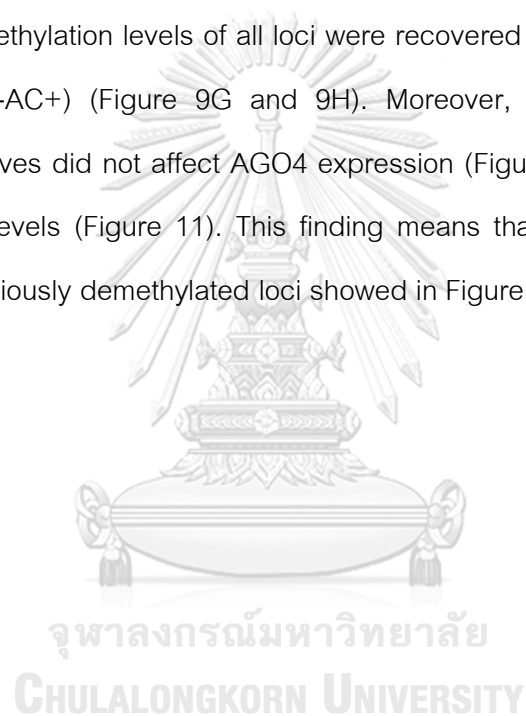 ethylation levels of all loci were recovered
-AC+) (Figure 9G and 9H). Moreover,
ves did not affect AGO4 expression (Figu
evels (Figure 11). This finding means tha
iously demethylated loci showed in Figure
จุฬาลงกรณ์มหาวิทยาลัย
CHULALONGKORN UNIVERSITY